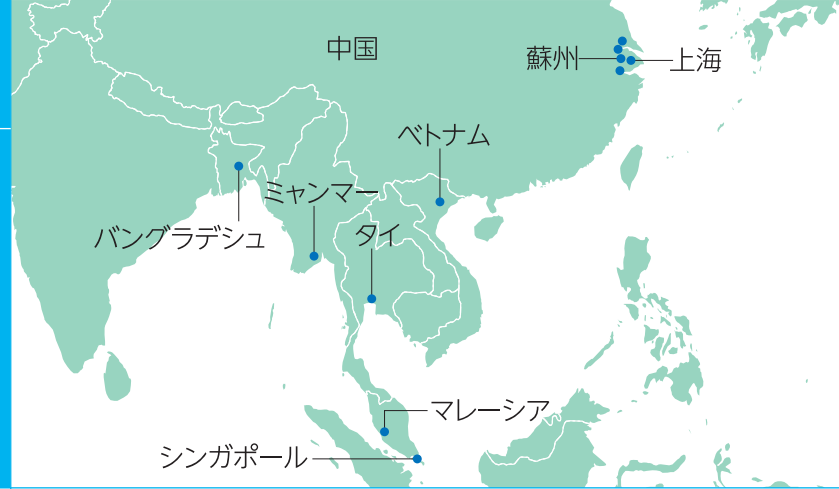 中国
蘇州
上海
ベトナム
ミャンマー
バングラデシュ
タイ
マレーシア
シンガポール